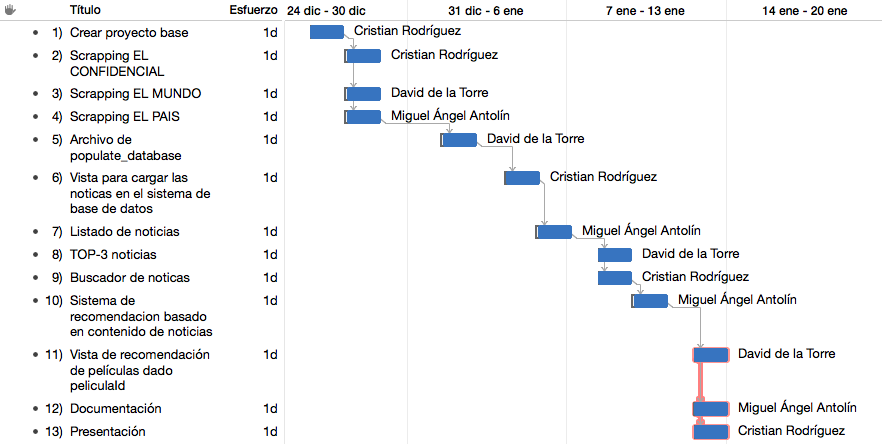 Título Esfuerzo 24 dic - 30 dic 31 dic - 6 ene 7 ene - 13 ene 14 ene - 20 ene
1) Crear proyecto base 1d Cristian Rodríguez
2) Scrapping EL 1d Cristian Rodríguez
CONFIDENCIAL
3) Scrapping EL MUNDO 1d David de la Torre
4) Scrapping EL PAIS 1d Miguel Ángel Antolín
5) Archivo de 1d David de la Torre
populate_database
6) Vista para cargar las 1d Cristian Rodríguez
noticas en el sistema de
base de datos
7) Listado de noticias 1d Miguel Ángel Antolín
8) TOP-3 noticias 1d David de la Torre
9) Buscador de noticas 1d Cristian Rodríguez
10) Sistema de 1d Miguel Ángel Antolín
recomendacion basado
en contenido de noticias
11) Vista de recomendación 1d David de la Torre
de películas dado
peliculaId
12) Documentación 1d Miguel Ángel Antolín
13) Presentación 1d Cristian Rodríguez